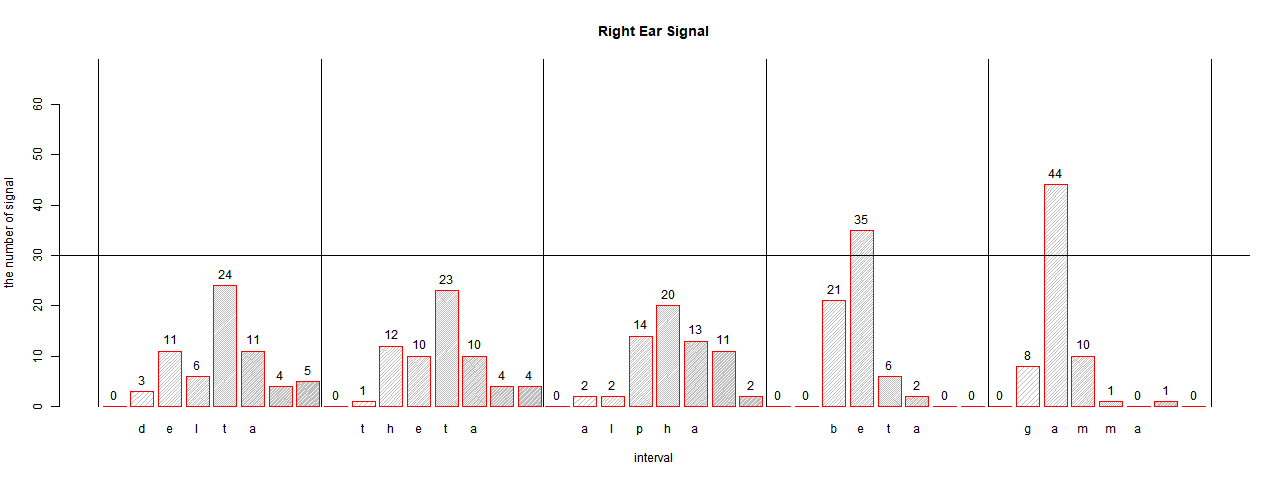 Right Ear Signal
the number of signal
60
50
40
30
20
10
0
0 3 11 6 24 11 4 5
0 1 12 10 23 10 4 4
0 2 2 14 20 13 11 2
0 0 21 35 6 2 0 0
0 8 44 10 1 0 1 0
d e l t a t h e t a a l p h a b e t a g a m m a
interval